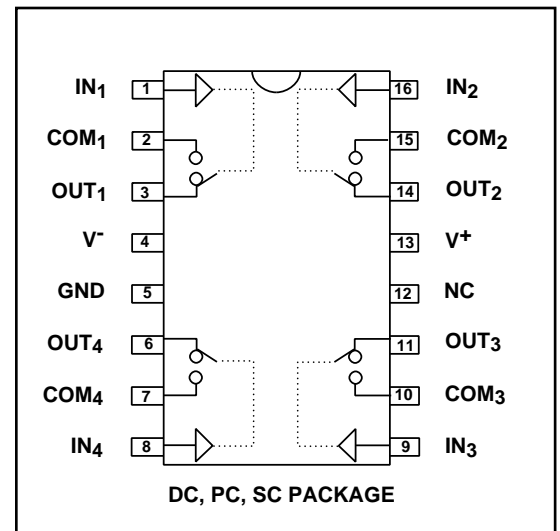 IN1 1 16 IN2
COM1 2 15 COM2
OUT1 3 14 OUT2
V- 4 13 V+
GND 5 12 NC
OUT4 6 11 OUT3
COM4 7 10 COM3
IN4 8 9 IN3
DC, PC, SC PACKAGE